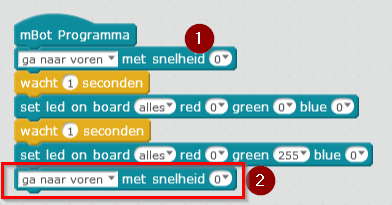 mBot Programma
1
ga naar voren met snelheid 0
wacht 1 seconden
set led on board alles red 0 green 0 blue 0
wacht 1 seconden
set led on board alles red 0 green 255 blue 0
ga naar voren met snelheid 0 2